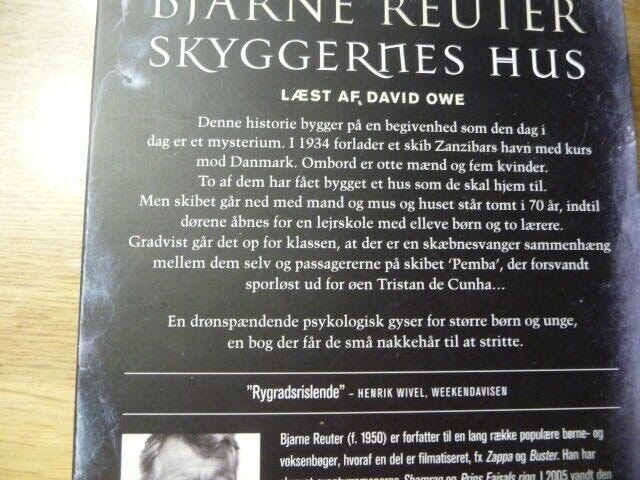 BJARNE REUTER
SKYGGERNES HUS
LÆST AF DAVID OWE
Denne historie bygger på en begivenhed som den dag i
dag er et mysterium. I 1934 forlader et skib Zanzibars havn med kurs
mod Danmark. Ombord er otte mænd og fem kvinder.
To af dem har fået bygget et hus som de skal hjem til.
Men skibet går ned med mand og mus og huset står tomt i 70 år, indtil
dørene åbnes for en lejrskole med elleve børn og to lærere.
Gradvist går det op for klassen, at der er en skæbnesvanger sammenhæng
mellem dem selv og passagererne på skibet 'Pemba', der forsvandt
sporløst ud for øen Tristan de Cunha...
En drønspændende psykologisk gyser for større børn og unge,
en bog der får de små nakkehår til at stritte.
"Rygradsrislende" – HENRIK WIVEL, WEEKENDAVISEN
Bjarne Reuter (f. 1950) er forfatter til en lang række populære børne- og
voksenbøger, hvoraf en del er filmatiseret, fx Zappa og Buster. Han har
Shamran og Prins Faisals ring. I 2005 vandt den